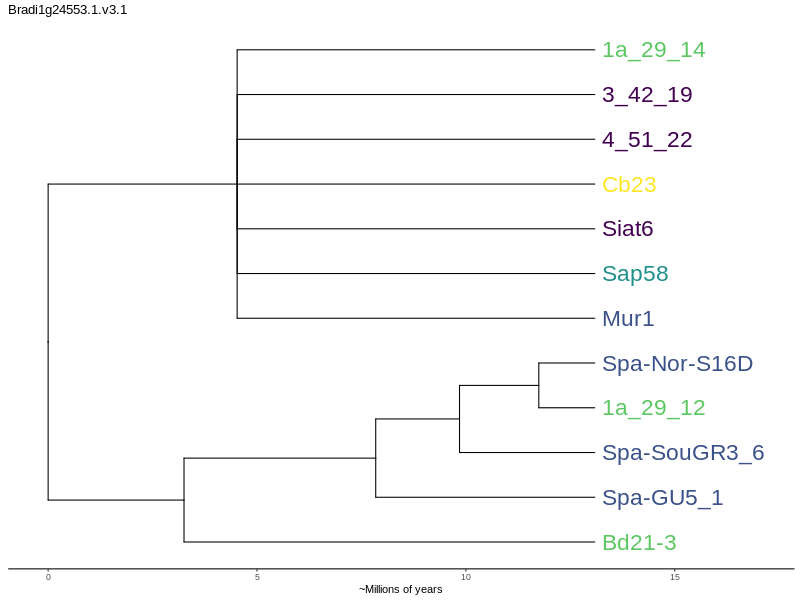 Bradi1g24553.1.v3.1
1a_29_14
3_42_19
4_51_22
Cb23
Siat6
Sap58
Mur1
Spa-Nor-S16D
1a_29_12
Spa-SouGR3_6
Spa-GU5_1
Bd21-3
0 5 10 15
~Millions of years